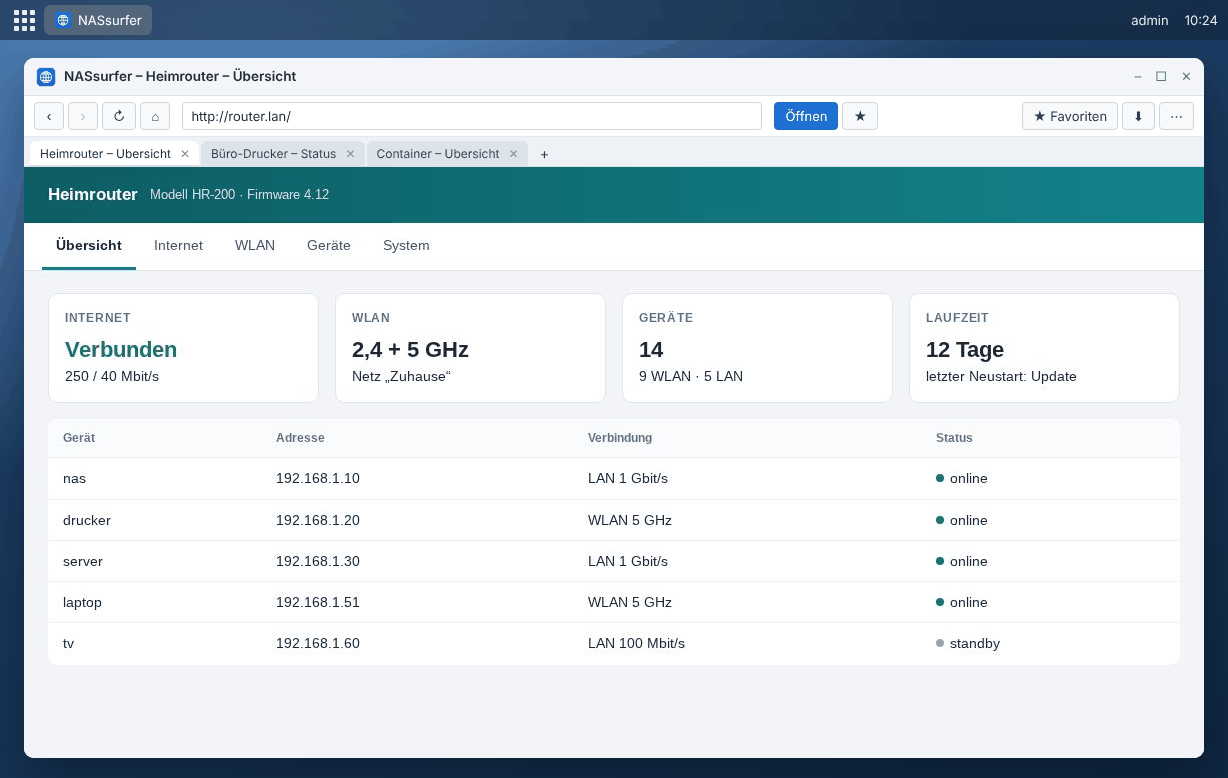 NASsurfer
admin 10:24
NASsurfer – Heimrouter – Übersicht
http://router.lan/ Öffnen ★ ★ Favoriten
Heimrouter – Übersicht Büro-Drucker – Status Container – Übersicht +
Heimrouter Modell HR-200 · Firmware 4.12
Übersicht Internet WLAN Geräte System
INTERNET WLAN GERÄTE LAUFZEIT
Verbunden 2,4 + 5 GHz 14 12 Tage
250 / 40 Mbit/s Netz „Zuhause“ 9 WLAN · 5 LAN letzter Neustart: Update
Gerät Adresse Verbindung Status
nas 192.168.1.10 LAN 1 Gbit/s online
drucker 192.168.1.20 WLAN 5 GHz online
server 192.168.1.30 LAN 1 Gbit/s online
laptop 192.168.1.51 WLAN 5 GHz online
tv 192.168.1.60 LAN 100 Mbit/s standby